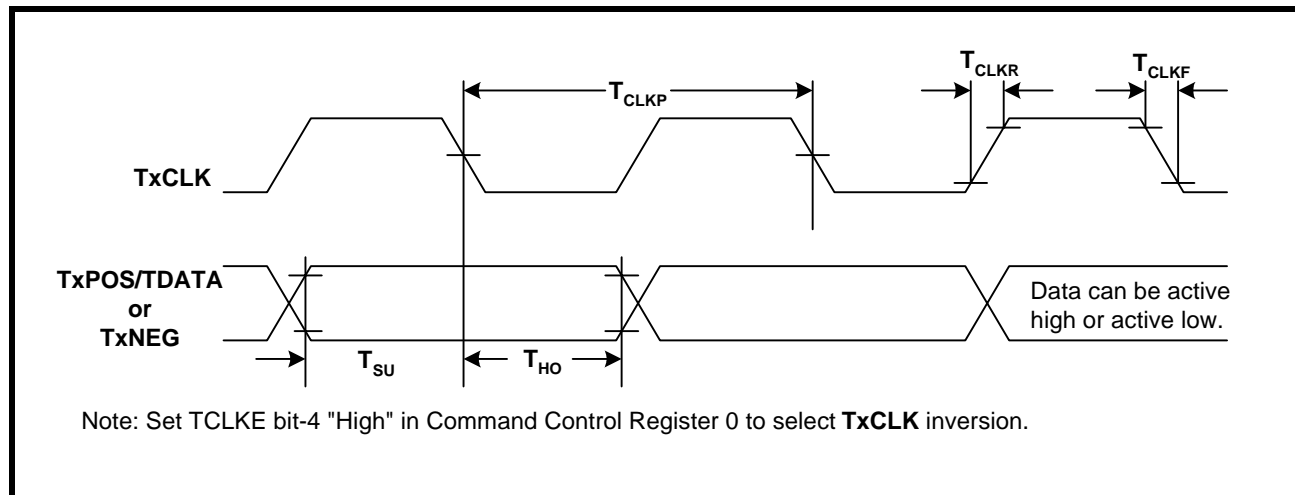 TCLKR
TCLKF
TCLKP
TxCLK
TxPOS/TDATA
or
TxNEG
Data can be active
high or active low.
TSU
THO
Note: Set TCLKE bit-4 "High" in Command Control Register 0 to select TxCLK inversion.